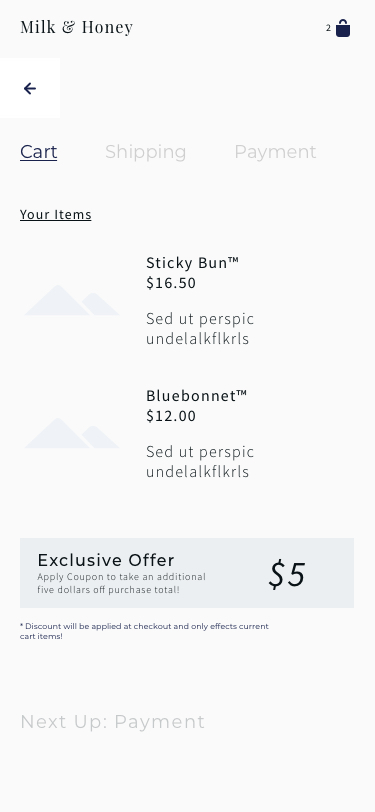 Milk & Honey
2
Cart Shipping Payment
Your Items
Sticky Bun™
$16.50
Sed ut perspic
undelalkflkrls
Bluebonnet™
$12.00
Sed ut perspic
undelalkflkrls
Exclusive Offer
Apply Coupon to take an additional
five dollars off purchase total!
$5
* Discount will be applied at checkout and only effects current
cart items!
Next Up: Payment